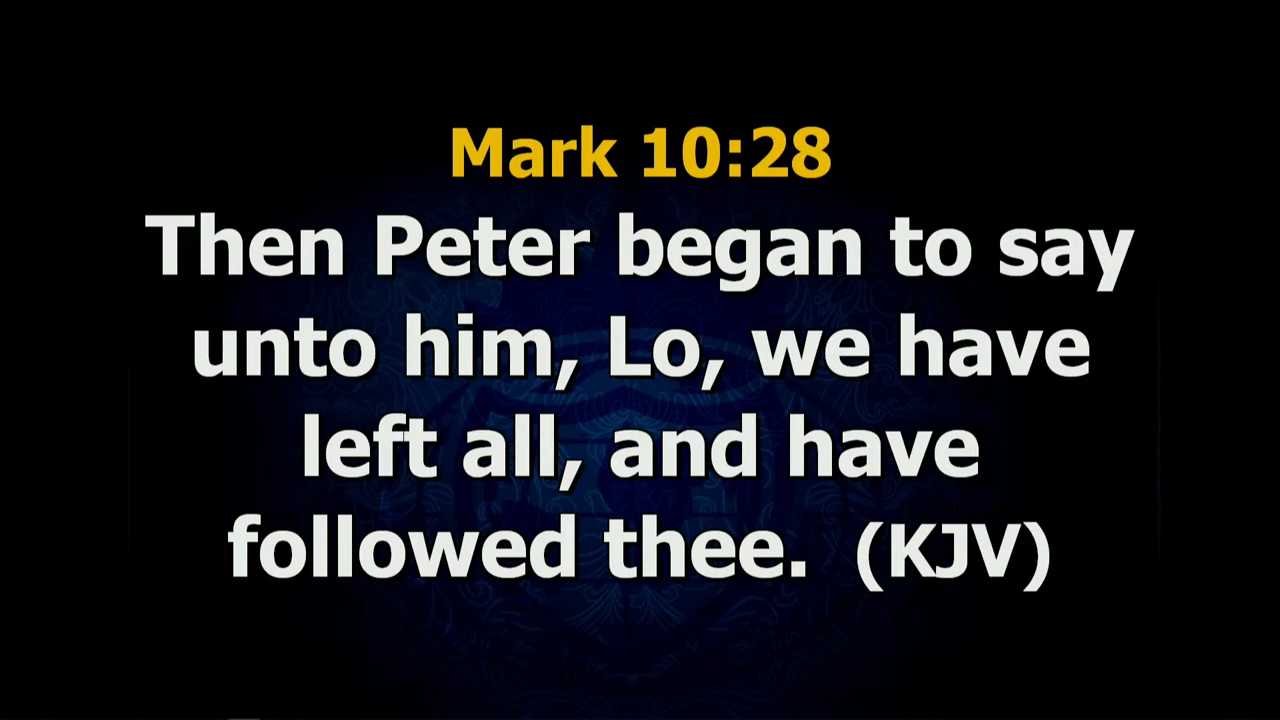 Mark 10:28
Then Peter began to say
unto him, Lo, we have
left all, and have
followed thee.  (KJV)